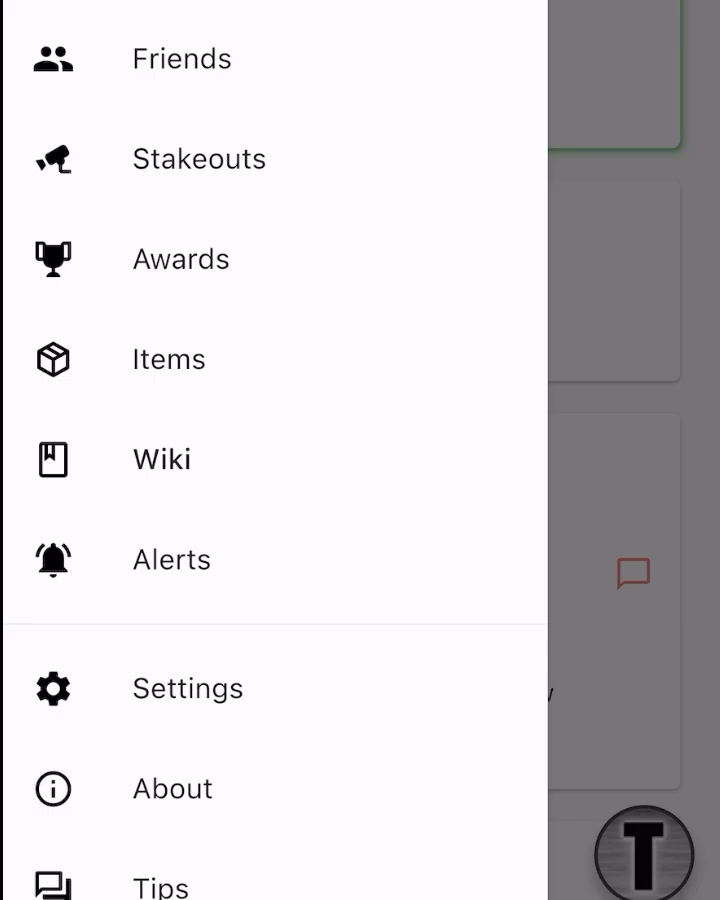 Friends
Stakeouts
Awards
Items
Wiki
Alerts
Settings
About
Tips
T